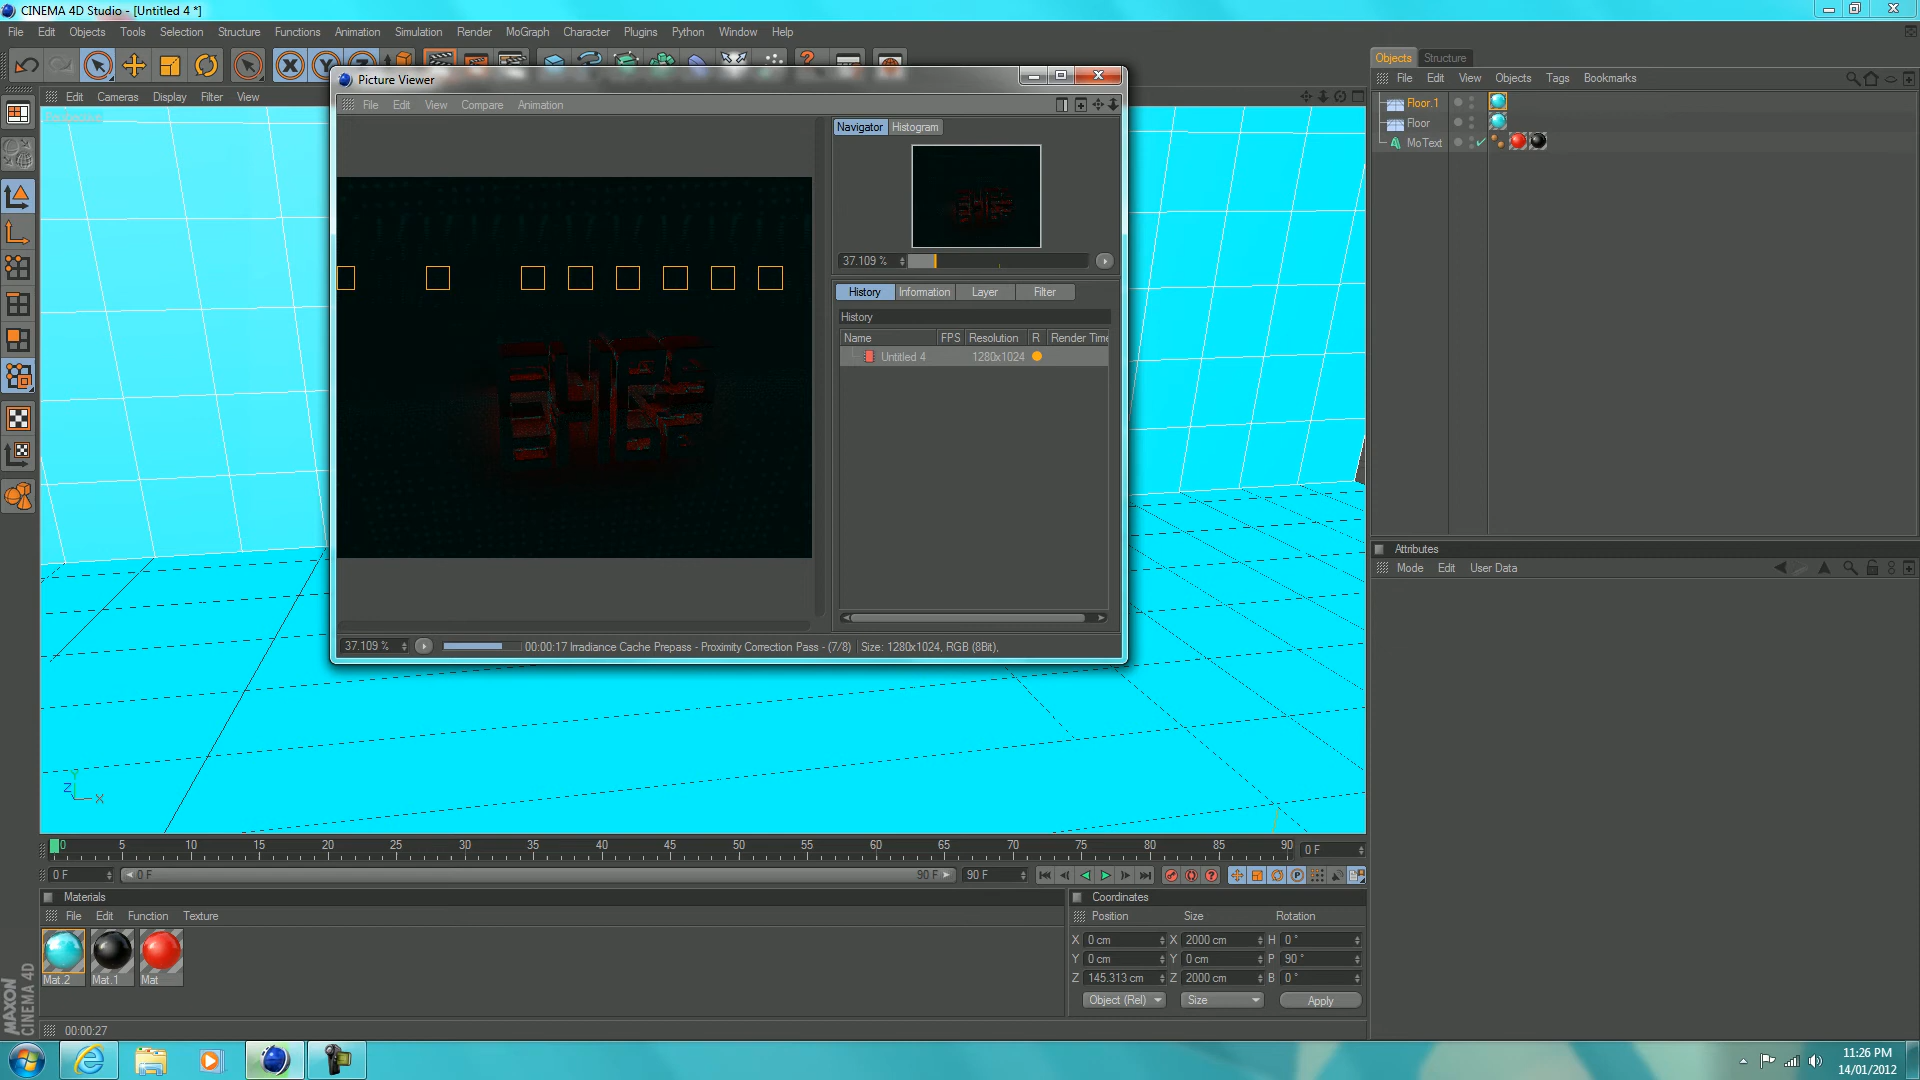 CINEMA 4D Studio - [Untitled 4 *]
File Edit Objects Tools Selection Structure Functions Animation Simulation Render MoGraph Character Plugins Python Window Help
X Y Z
Edit Cameras Display Filter View
Perspective
Picture Viewer
File Edit View Compare Animation
Navigator Histogram
37.109 %
History Information Layer Filter
History
Name FPS Resolution R Render Time
Untitled 4 1280x1024
37.109 % 00:00:17 Irradiance Cache Prepass - Proximity Correction Pass - (7/8) Size: 1280x1024, RGB (8Bit),
Objects Structure
File Edit View Objects Tags Bookmarks
Floor.1
Floor
MoText
Attributes
Mode Edit User Data
Y
Z
X
0 5 10 15 20 25 30 35 40 45 50 55 60 65 70 75 80 85 90 0 F
0 F 0 F 90 F 90 F
Materials
File Edit Function Texture
Mat.2 Mat.1 Mat
Coordinates
Position Size Rotation
X 0 cm X 2000 cm H 0 °
Y 0 cm Y 0 cm P 90 °
Z 145.313 cm Z 2000 cm B 0 °
Object (Rel) Size Apply
MAXON
CINEMA 4D
00:00:27
11:26 PM
14/01/2012